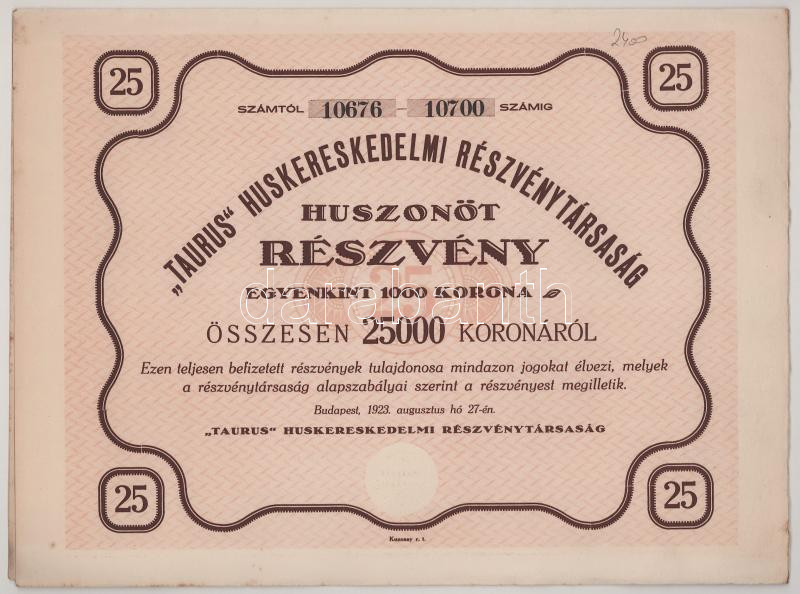 2400
25
25
SZÁMTÓL 10676 – 10700 SZÁMIG
„TAURUS“ HUSKERESKEDELMI RÉSZVÉNYTÁRSASÁG
HUSZONÖT
RÉSZVÉNY
EGYENKINT 1000 KORONA
ÖSSZESEN 25000 KORONÁRÓL
Ezen teljesen befizetett részvények tulajdonosa mindazon jogokat élvezi, melyek
a részvénytársaság alapszabályai szerint a részvényest megilletik.
Budapest, 1923. augusztus hó 27-én.
„TAURUS“ HUSKERESKEDELMI RÉSZVÉNYTÁRSASÁG
25
25
Kunossy r. t.
darabanth